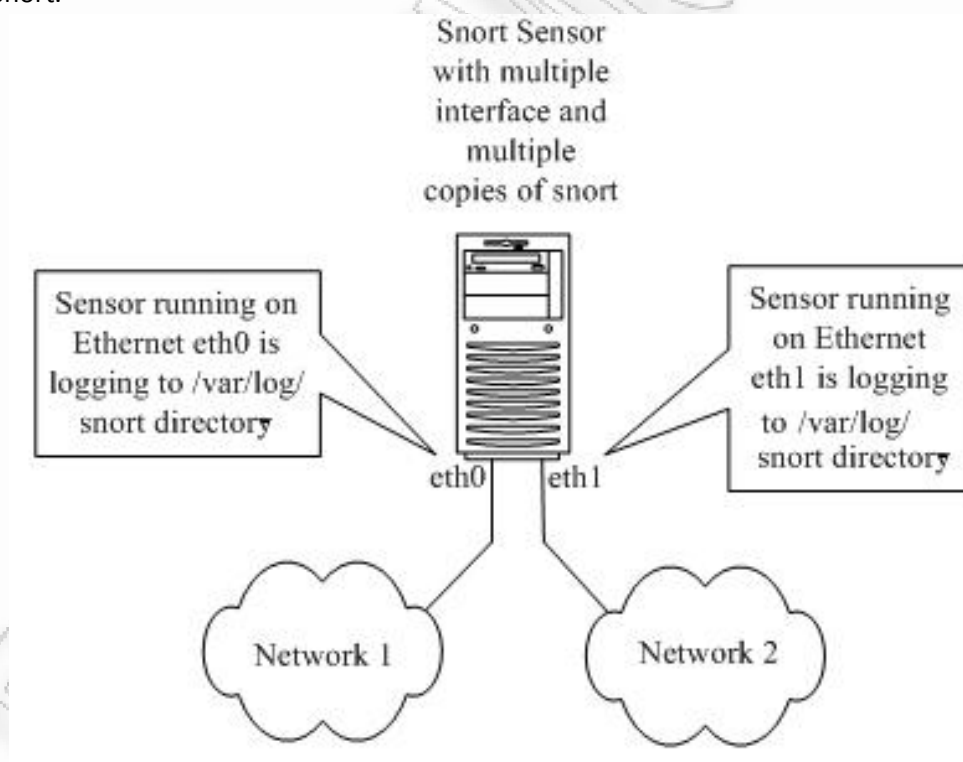 short.
Snort Sensor
with multiple
interface and
multiple
copies of snort
Sensor running on
Ethernet eth0 is
logging to /var/log/
snort directory
Sensor running
on Ethernet
eth1 is logging
to /var/log/
snort directory
eth0
eth1
Network 1
Network 2